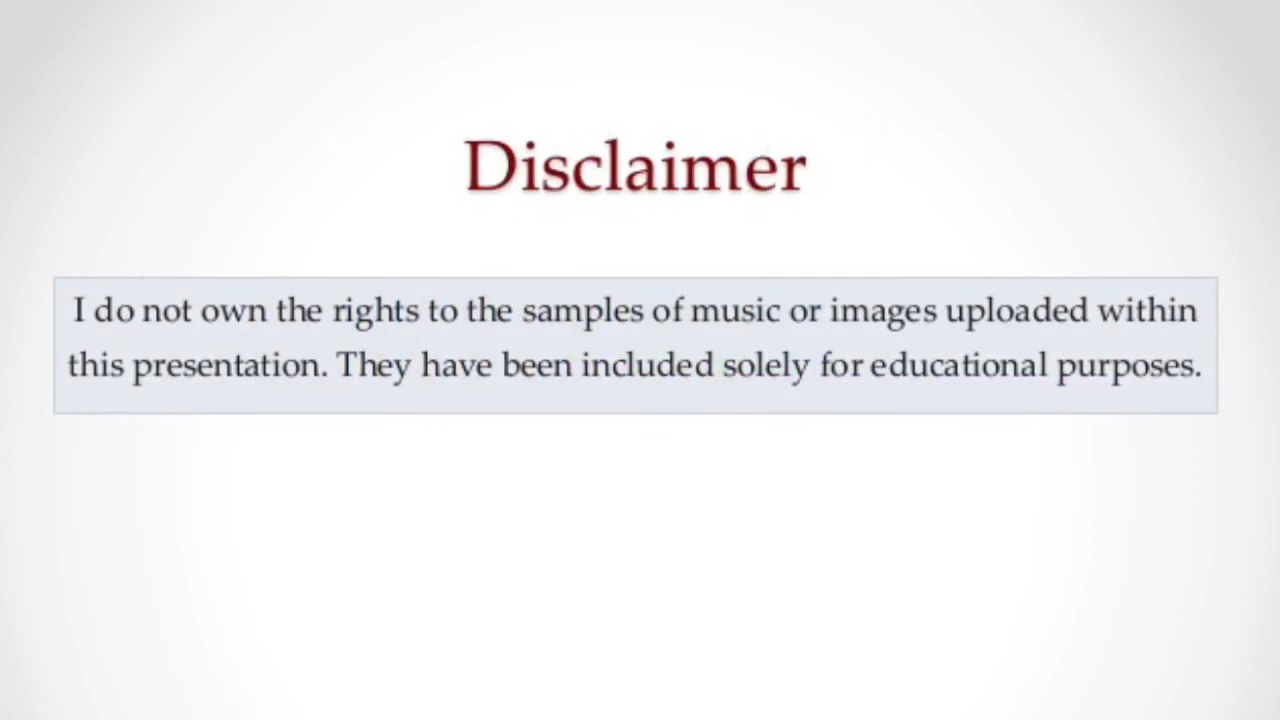 Disclaimer
I do not own the rights to the samples of music or images uploaded within
this presentation. They have been included solely for educational purposes.